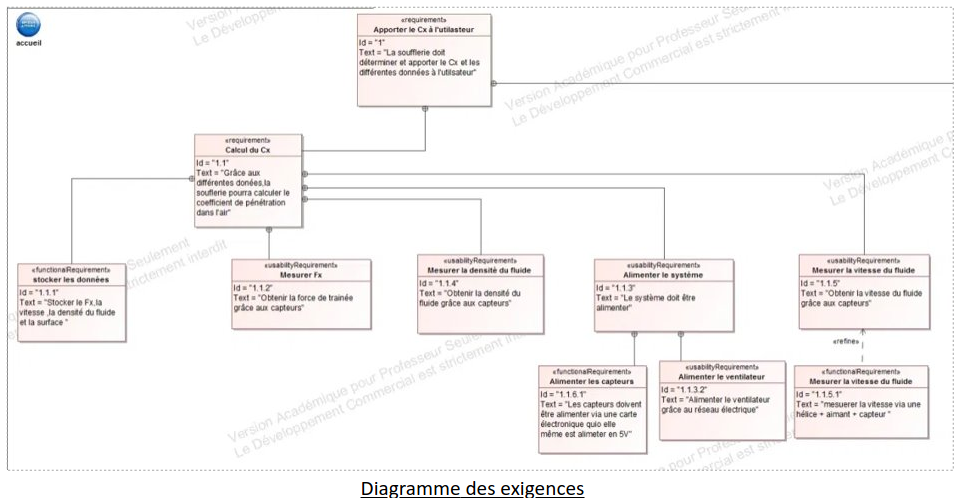 accueil
«requirement»
Apporter le Cx à l'utilasteur
Id = "1"
Text = "La soufflerie doit
déterminer et apporter le Cx et les
différentes données à l'utilsateur"
Version Académique pour Professeur Seulement
Le Développement Commercial est strictement interdit
«requirement»
Calcul du Cx
Id = "1.1"
Text = "Grâce aux
différentes donées,la
souflerie pourra calculer le
coefficient de pénétration
dans l'air"
«functionalRequirement»
stocker les données
Id = "1.1.1"
Text = "Stocker le Fx,la
vitesse ,la densité du fluide
et la surface "
«usabilityRequirement»
Mesurer Fx
Id = "1.1.2"
Text = "Obtenir la force de trainée
grâce aux capteurs"
«usabilityRequirement»
Mesurer la densité du fluide
Id = "1.1.4"
Text = "Obtenir la densité du
fluide grâce aux capteurs"
«usabilityRequirement»
Alimenter le système
Id = "1.1.3"
Text = "Le système doit être
alimenter"
«usabilityRequirement»
Mesurer la vitesse du fluide
Id = "1.1.5"
Text = "Obtenir la vitesse du fluide
grâce aux capteurs"
«refine»
«functionalRequirement»
Alimenter les capteurs
Id = "1.1.6.1"
Text = "Les capteurs doivent
être alimenter via une carte
électronique quio elle
même est alimeter en 5V"
«usabilityRequirement»
Alimenter le ventilateur
Id = "1.1.3.2"
Text = "Alimenter le ventilateur
grâce au réseau électrique"
«functionalRequirement»
Mesurer la vitesse du fluide
Id = "1.1.5.1"
Text = "mesuerer la vitesse via une
hélice + aimant + capteur "
Diagramme des exigences